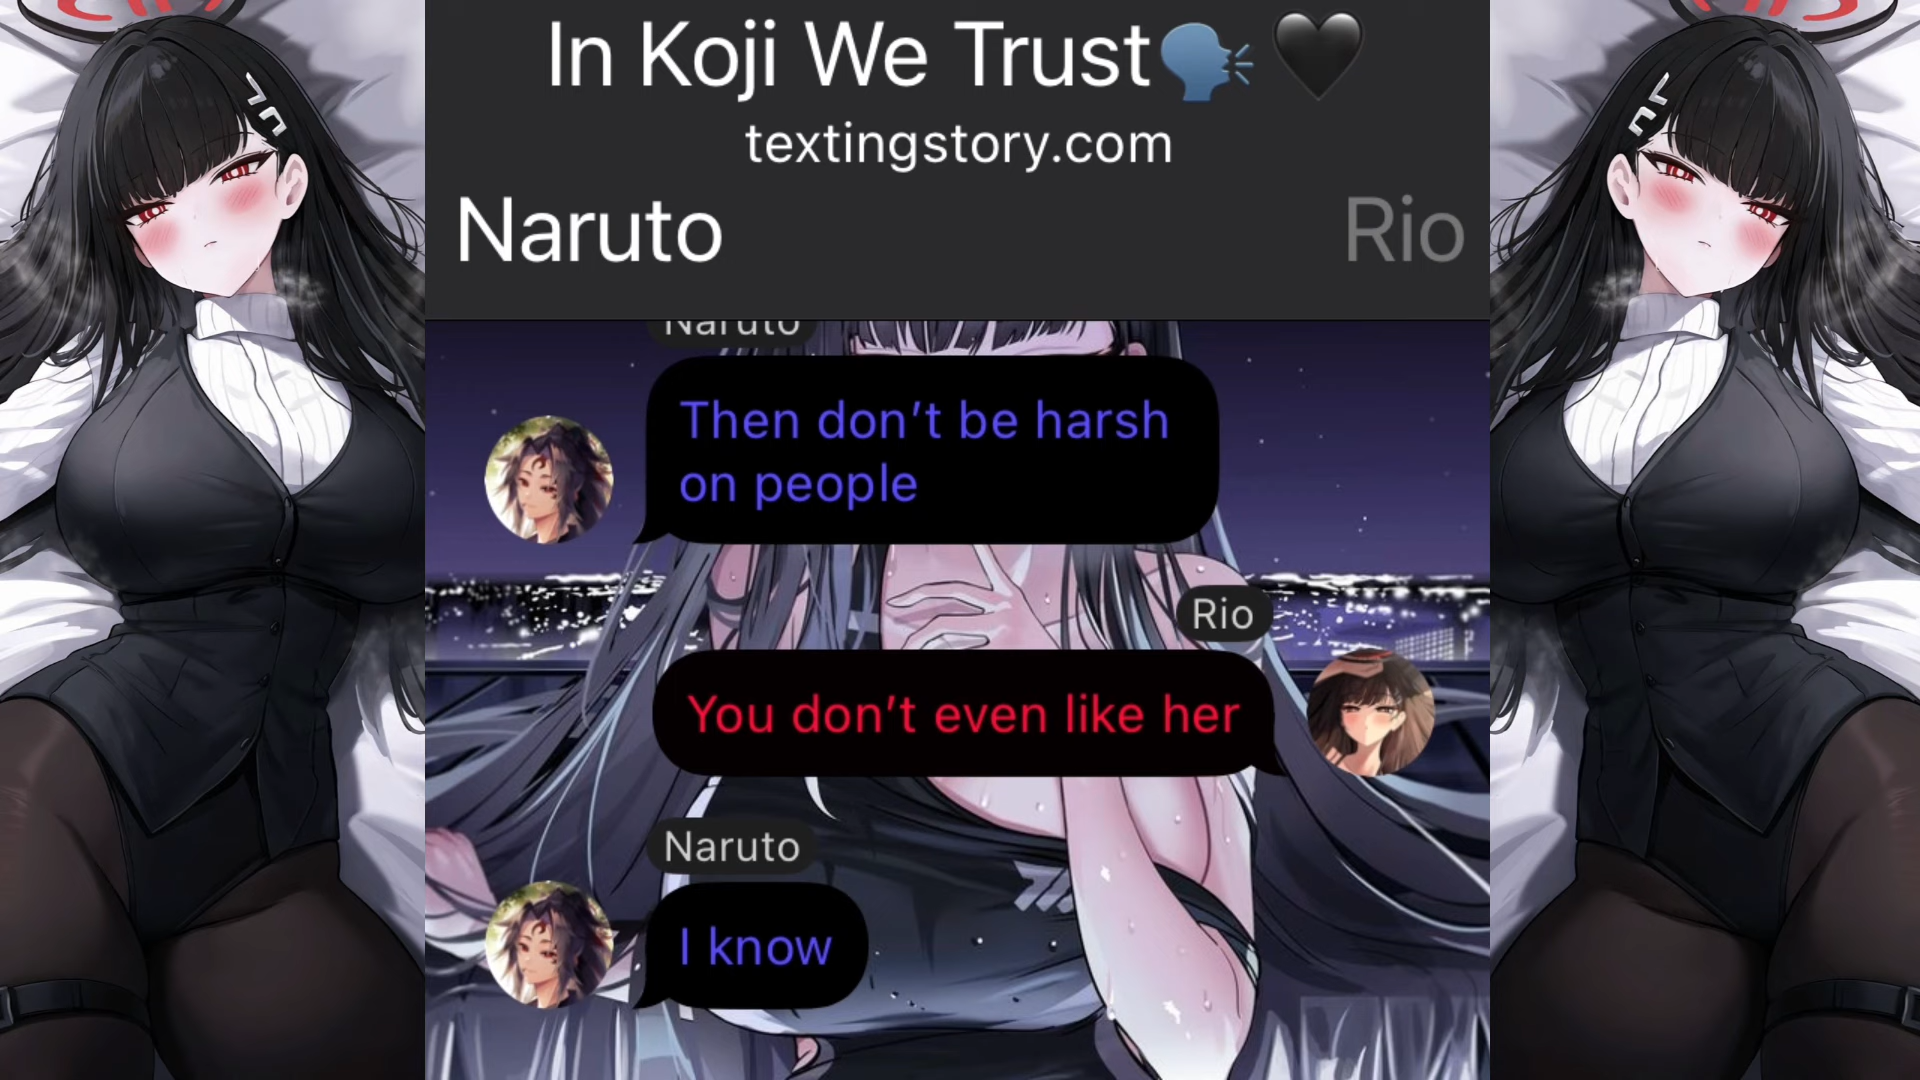 In Koji We Trust🗣️🖤
textingstory.com
Naruto
Rio
Naruto
Then don't be harsh
on people
Rio
You don't even like her
Naruto
I know